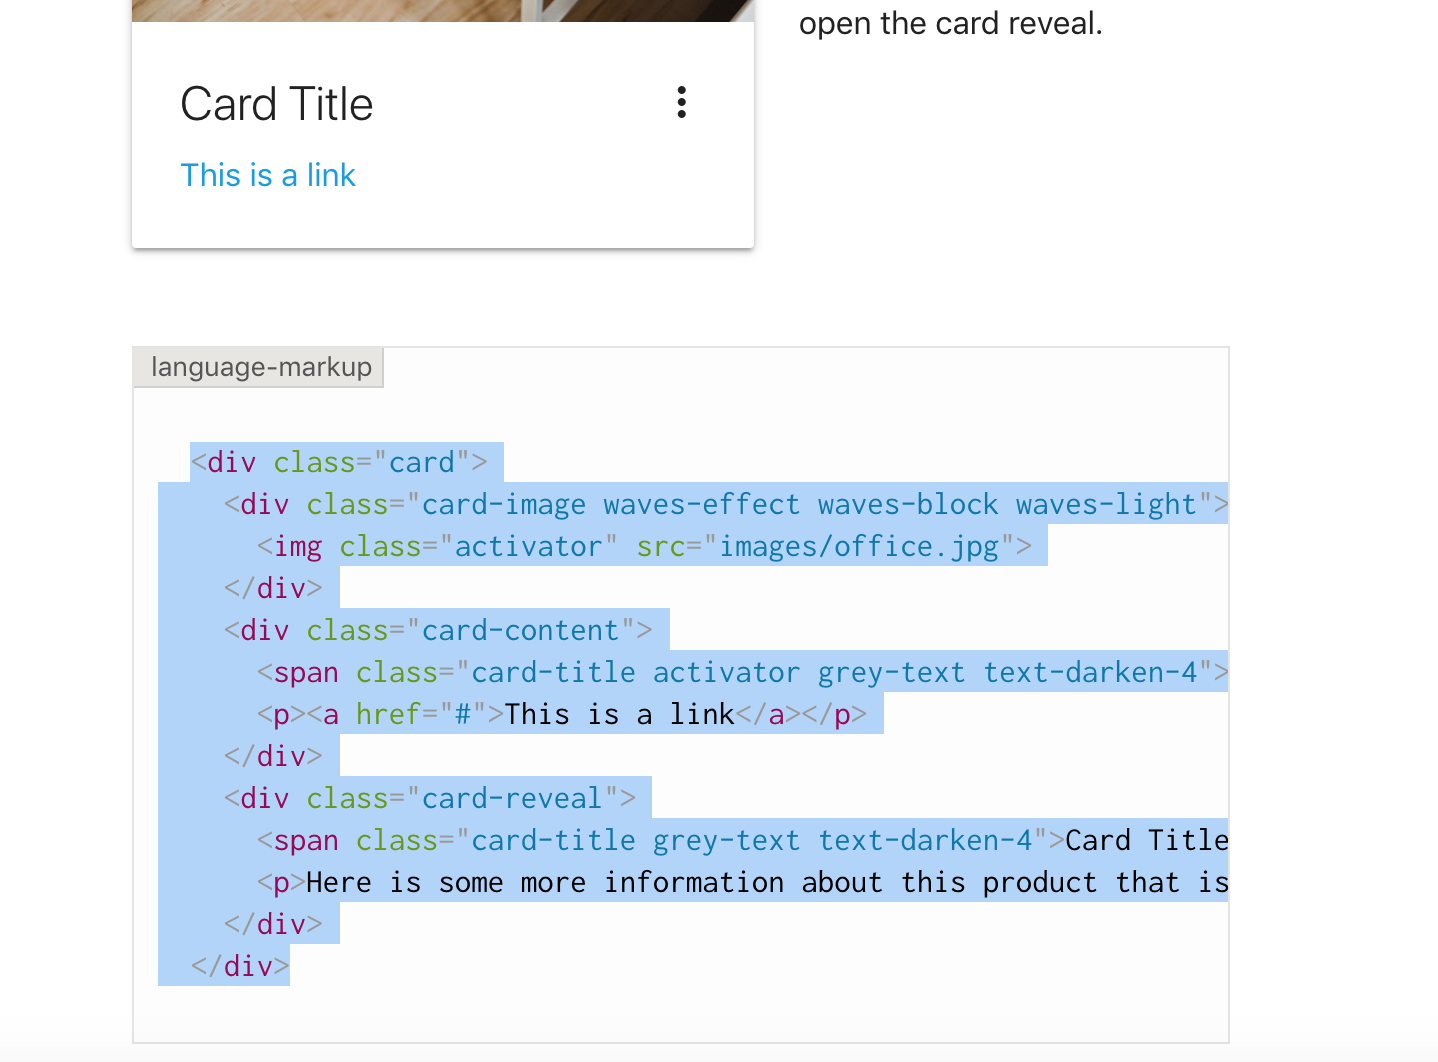 open the card reveal.
Card Title
This is a link
language-markup
<div class="card">
<div class="card-image waves-effect waves-block waves-light">
<img class="activator" src="images/office.jpg">
</div>
<div class="card-content">
<span class="card-title activator grey-text text-darken-4">
<p><a href="#">This is a link</a></p>
</div>
<div class="card-reveal">
<span class="card-title grey-text text-darken-4">Card Title
<p>Here is some more information about this product that is
</div>
</div>